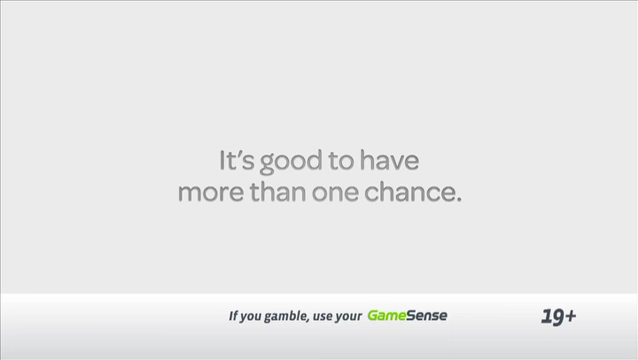 It's good to have
more than one chance.
If you gamble, use your GameSense 19+